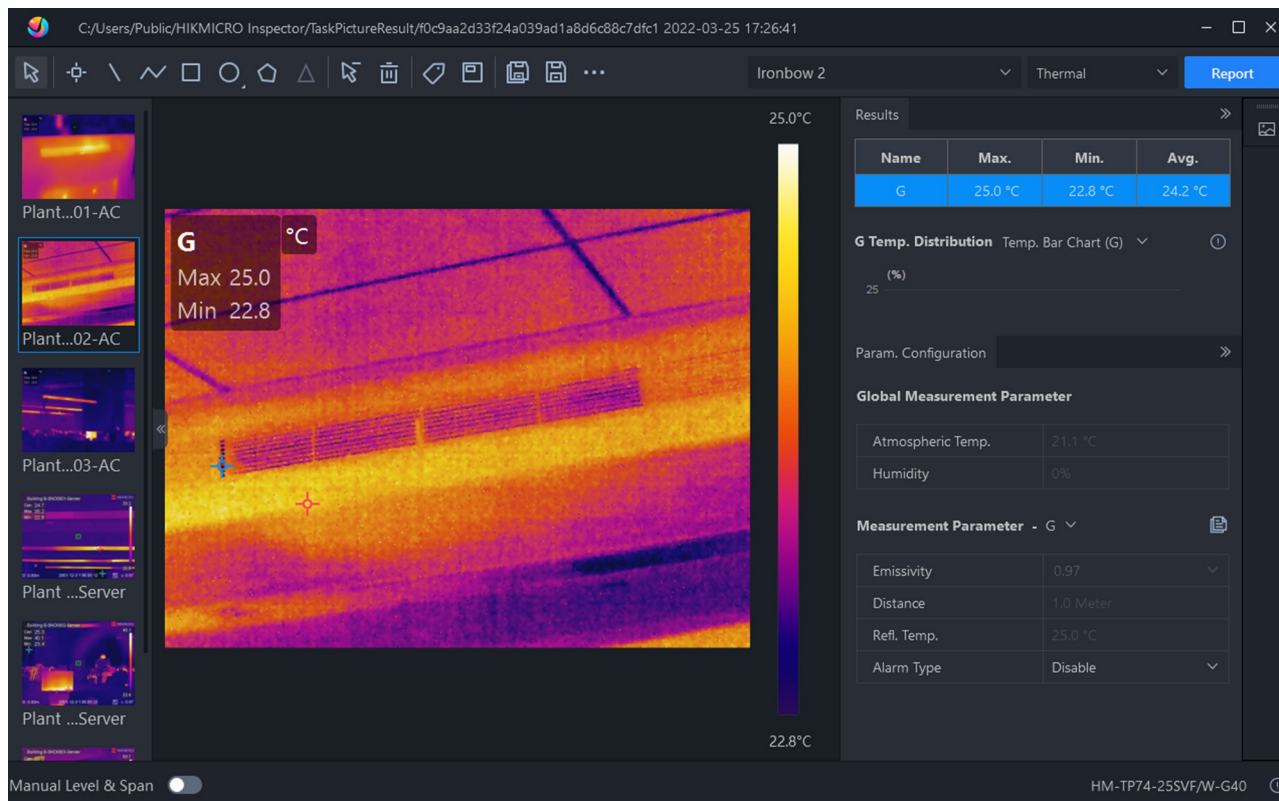 C:/Users/Public/HIKMICRO Inspector/TaskPictureResult/f0c9aa2d33f24a039ad1a8d6c88c7dfc1 2022-03-25 17:26:41
Ironbow 2
Thermal
Report
Plant...01-AC
Plant...02-AC
Plant...03-AC
Plant ...Server
Plant ...Server
25.0°C
22.8°C
G
°C
Max 25.0
Min 22.8
Results
Name Max. Min. Avg.
G 25.0 °C 22.8 °C 24.2 °C
G Temp. Distribution Temp. Bar Chart (G)
(%)
25
Param. Configuration
Global Measurement Parameter
Atmospheric Temp. 21.1 °C
Humidity 0%
Measurement Parameter - G
Emissivity 0.97
Distance 1.0 Meter
Refl. Temp. 25.0 °C
Alarm Type Disable
Manual Level & Span
HM-TP74-25SVF/W-G40